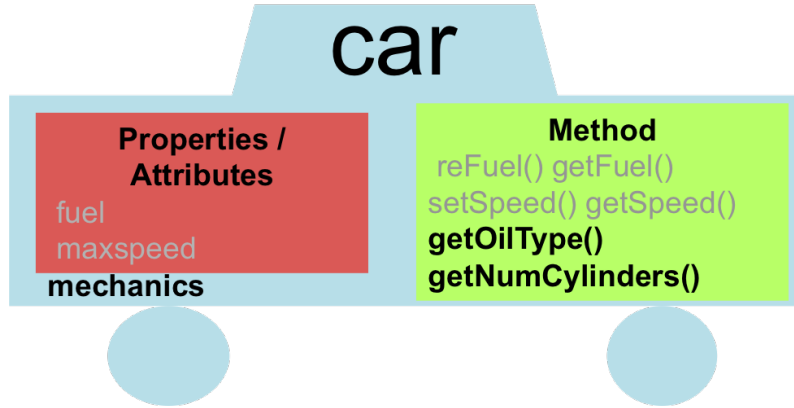 car
Properties /
Attributes
fuel
maxspeed
mechanics
Method
reFuel() getFuel()
setSpeed() getSpeed()
getOilType()
getNumCylinders()